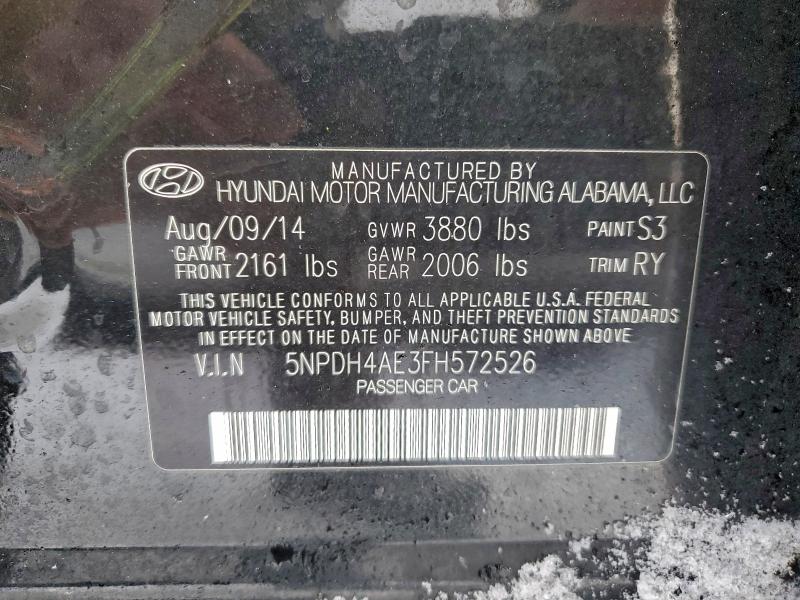 MANUFACTURED BY
HYUNDAI MOTOR MANUFACTURING ALABAMA, LLC
Aug/09/14 GVWR 3880 lbs PAINT S3
GAWR FRONT 2161 lbs GAWR REAR 2006 lbs TRIM RY
THIS VEHICLE CONFORMS TO ALL APPLICABLE U.S.A. FEDERAL
MOTOR VEHICLE SAFETY, BUMPER, AND THEFT PREVENTION STANDARDS
IN EFFECT ON THE DATE OF MANUFACTURE SHOWN ABOVE
V.I.N 5NPDH4AE3FH572526
PASSENGER CAR